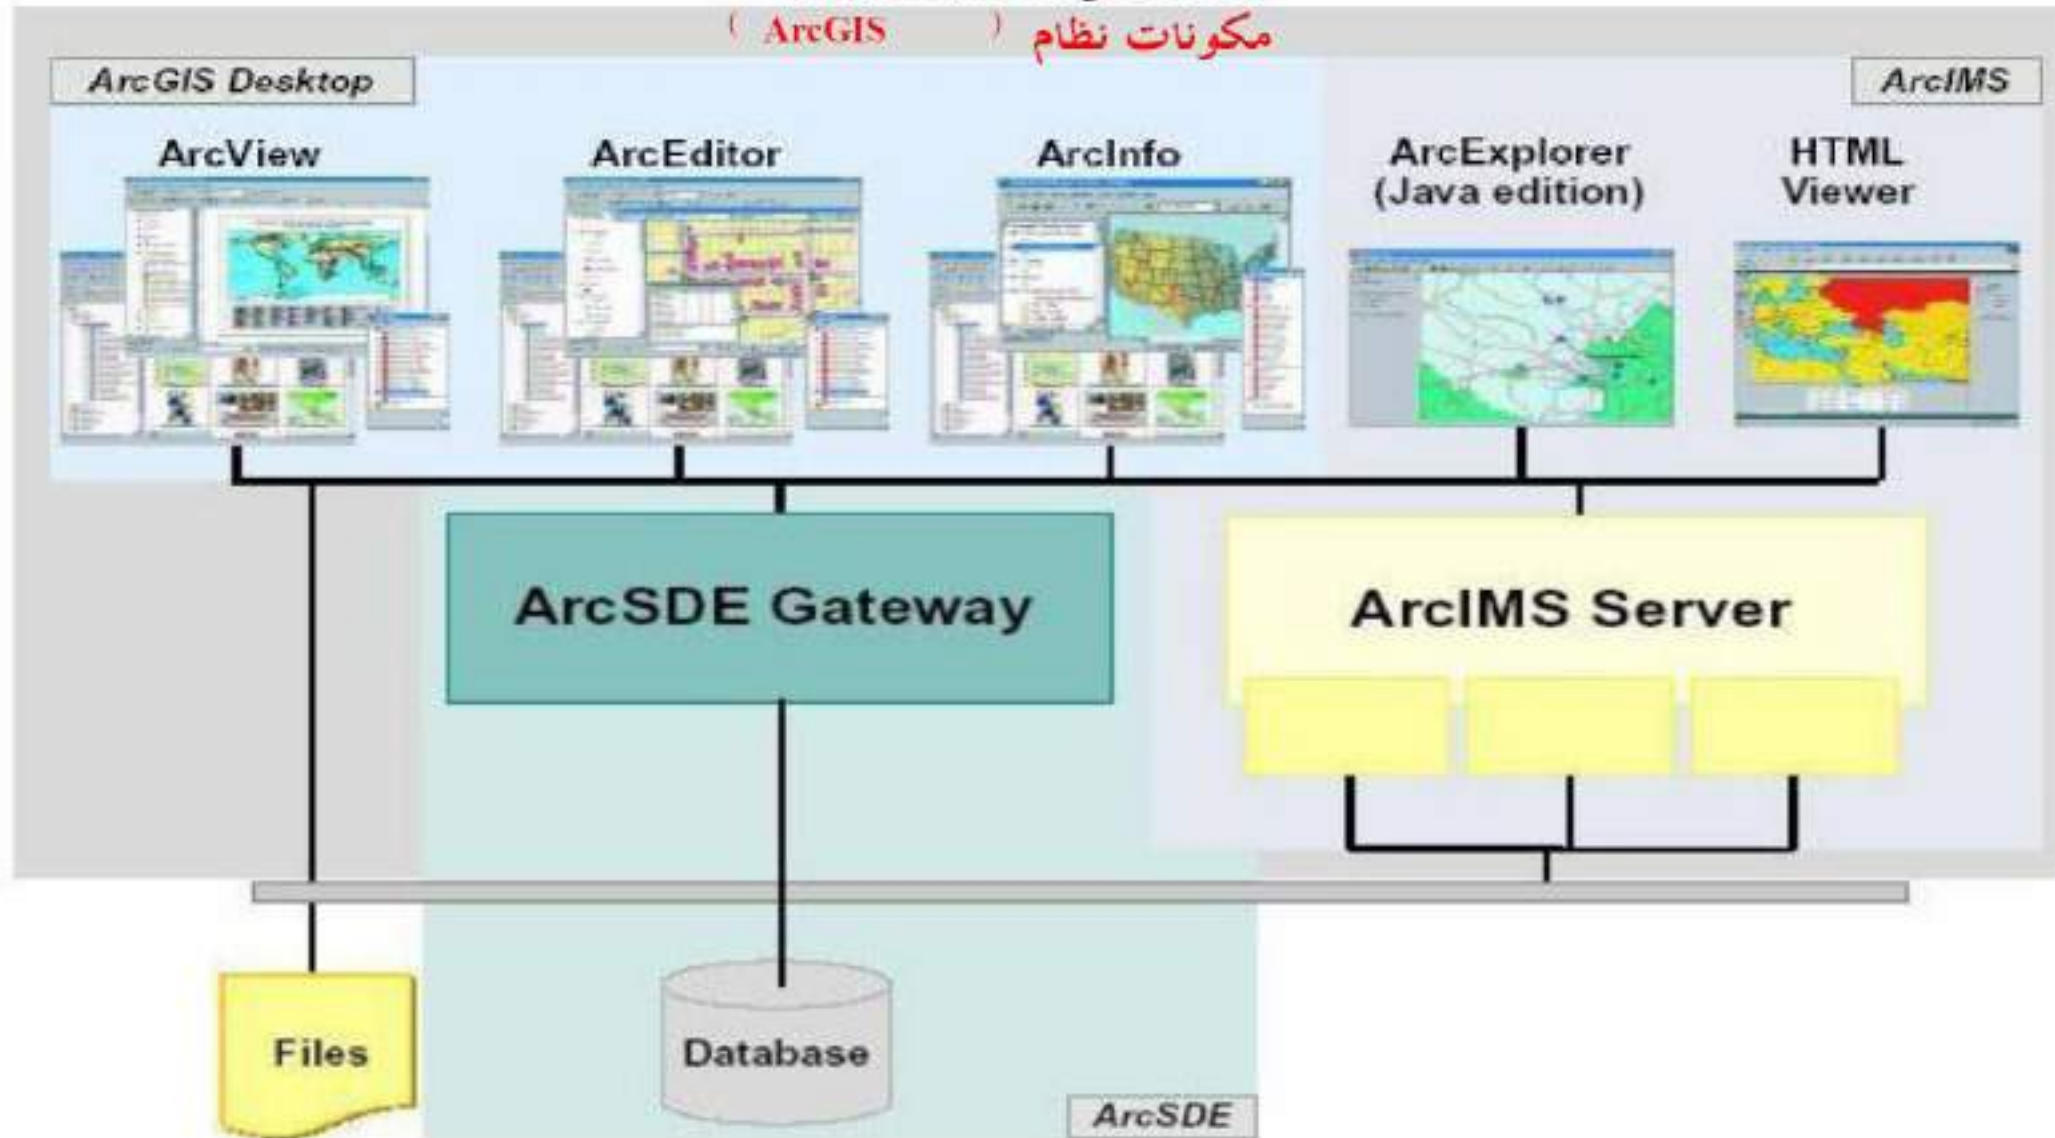 مكونات نظام ( ArcGIS )
ArcGIS Desktop
ArcIMS
ArcView
ArcEditor
ArcInfo
ArcExplorer
(Java edition)
HTML
Viewer
ArcSDE Gateway
ArcIMS Server
Files
Database
ArcSDE